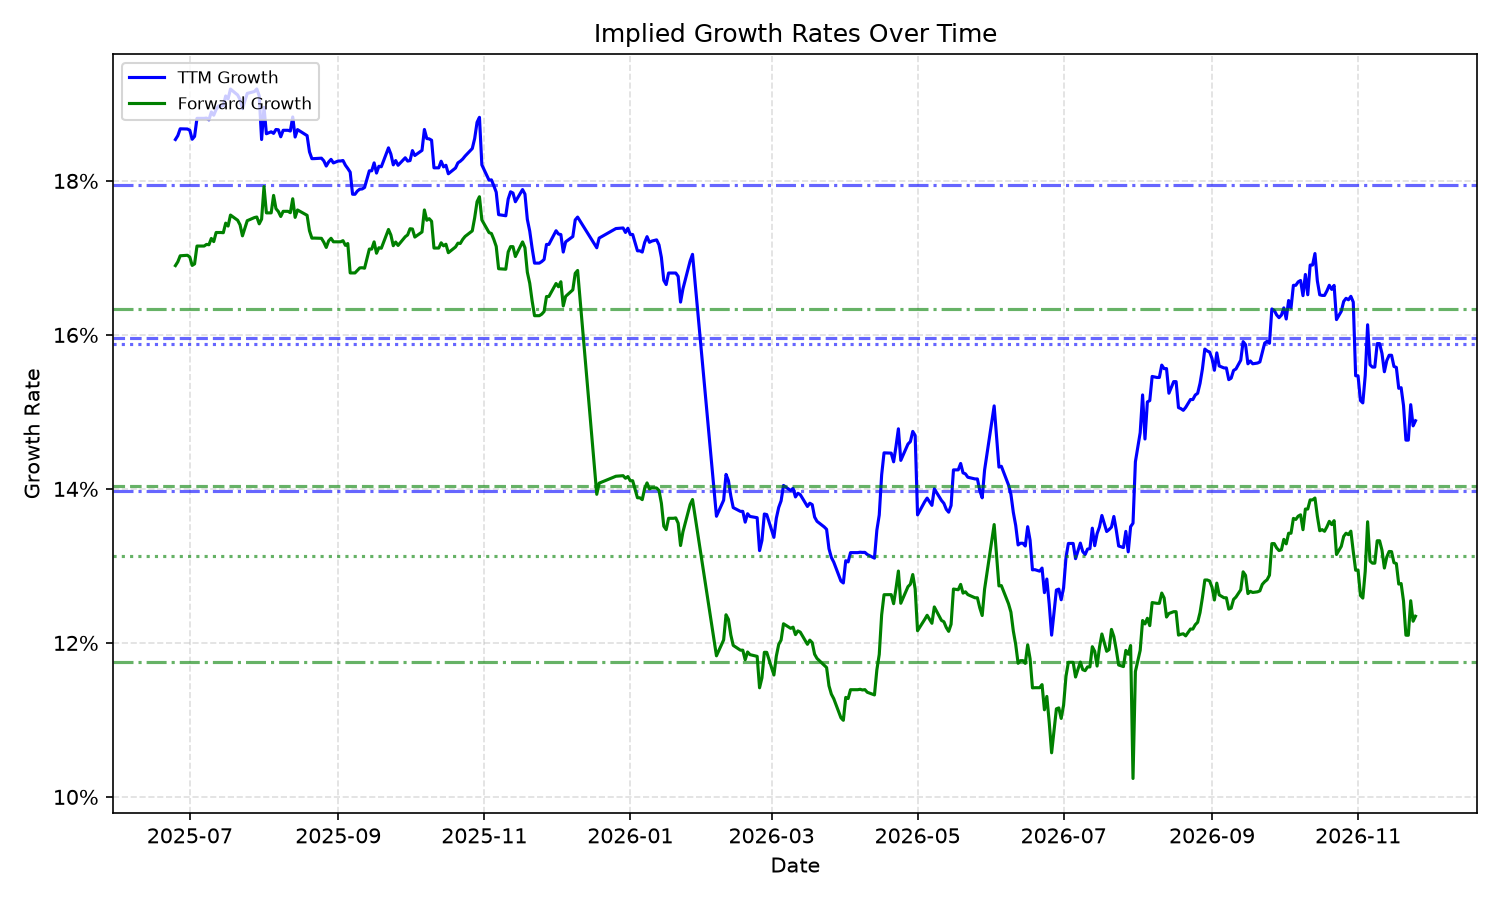 Implied Growth Rates Over Time
TTM Growth
Forward Growth
18%
16%
14%
12%
10%
Growth Rate
2025-07 2025-09 2025-11 2026-01 2026-03 2026-05 2026-07 2026-09 2026-11
Date